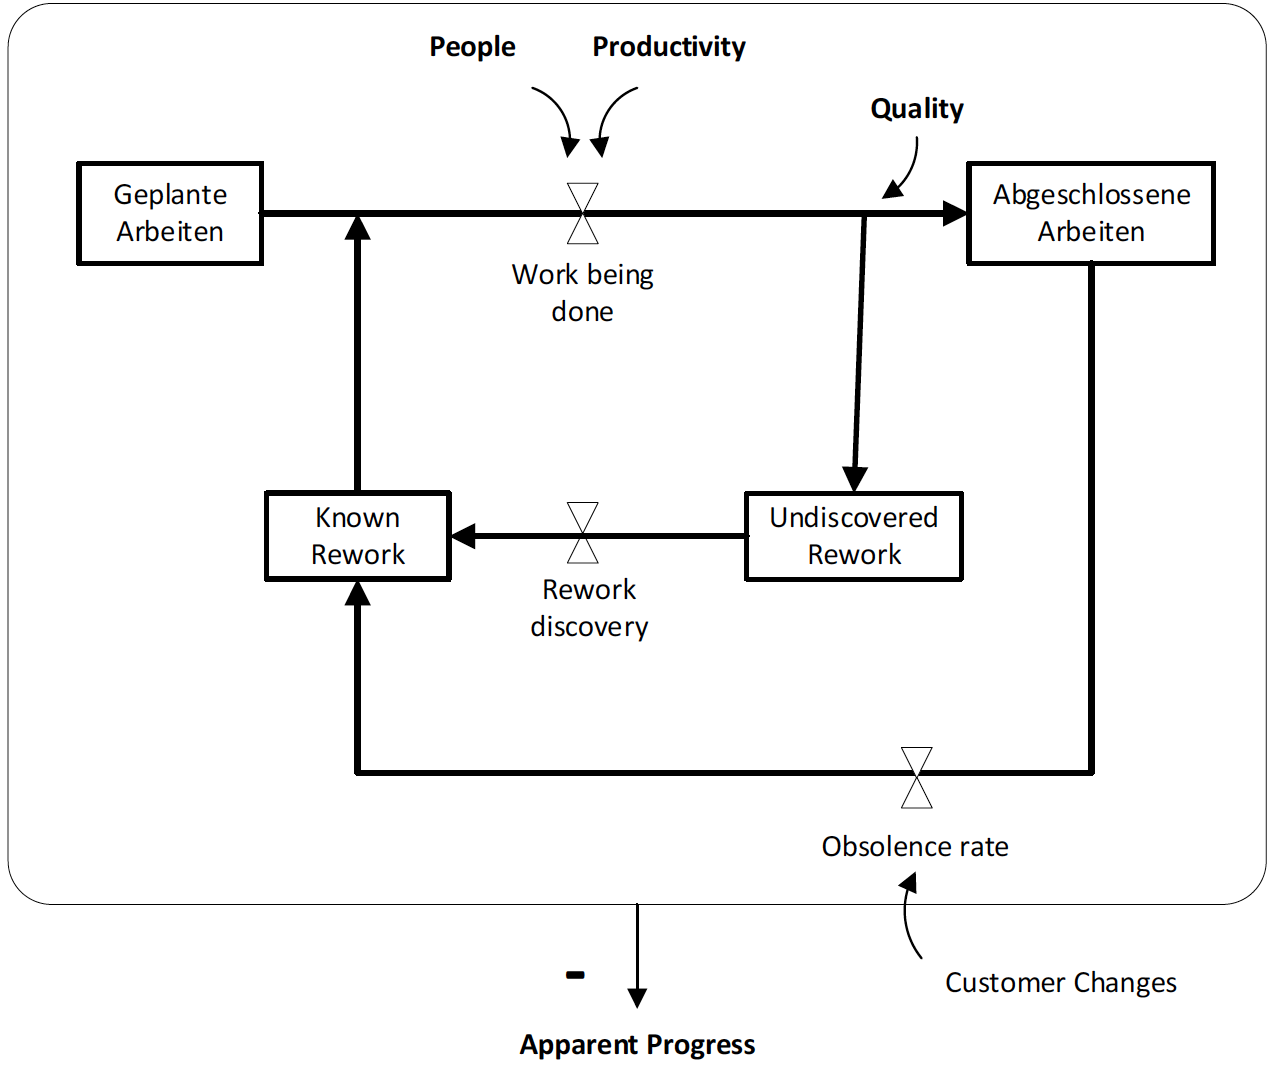 People
Productivity
Quality
Geplante
Arbeiten
Abgeschlossene
Arbeiten
Work being
done
Known
Rework
Undiscovered
Rework
Rework
discovery
Obsolence rate
Customer Changes
-
Apparent Progress